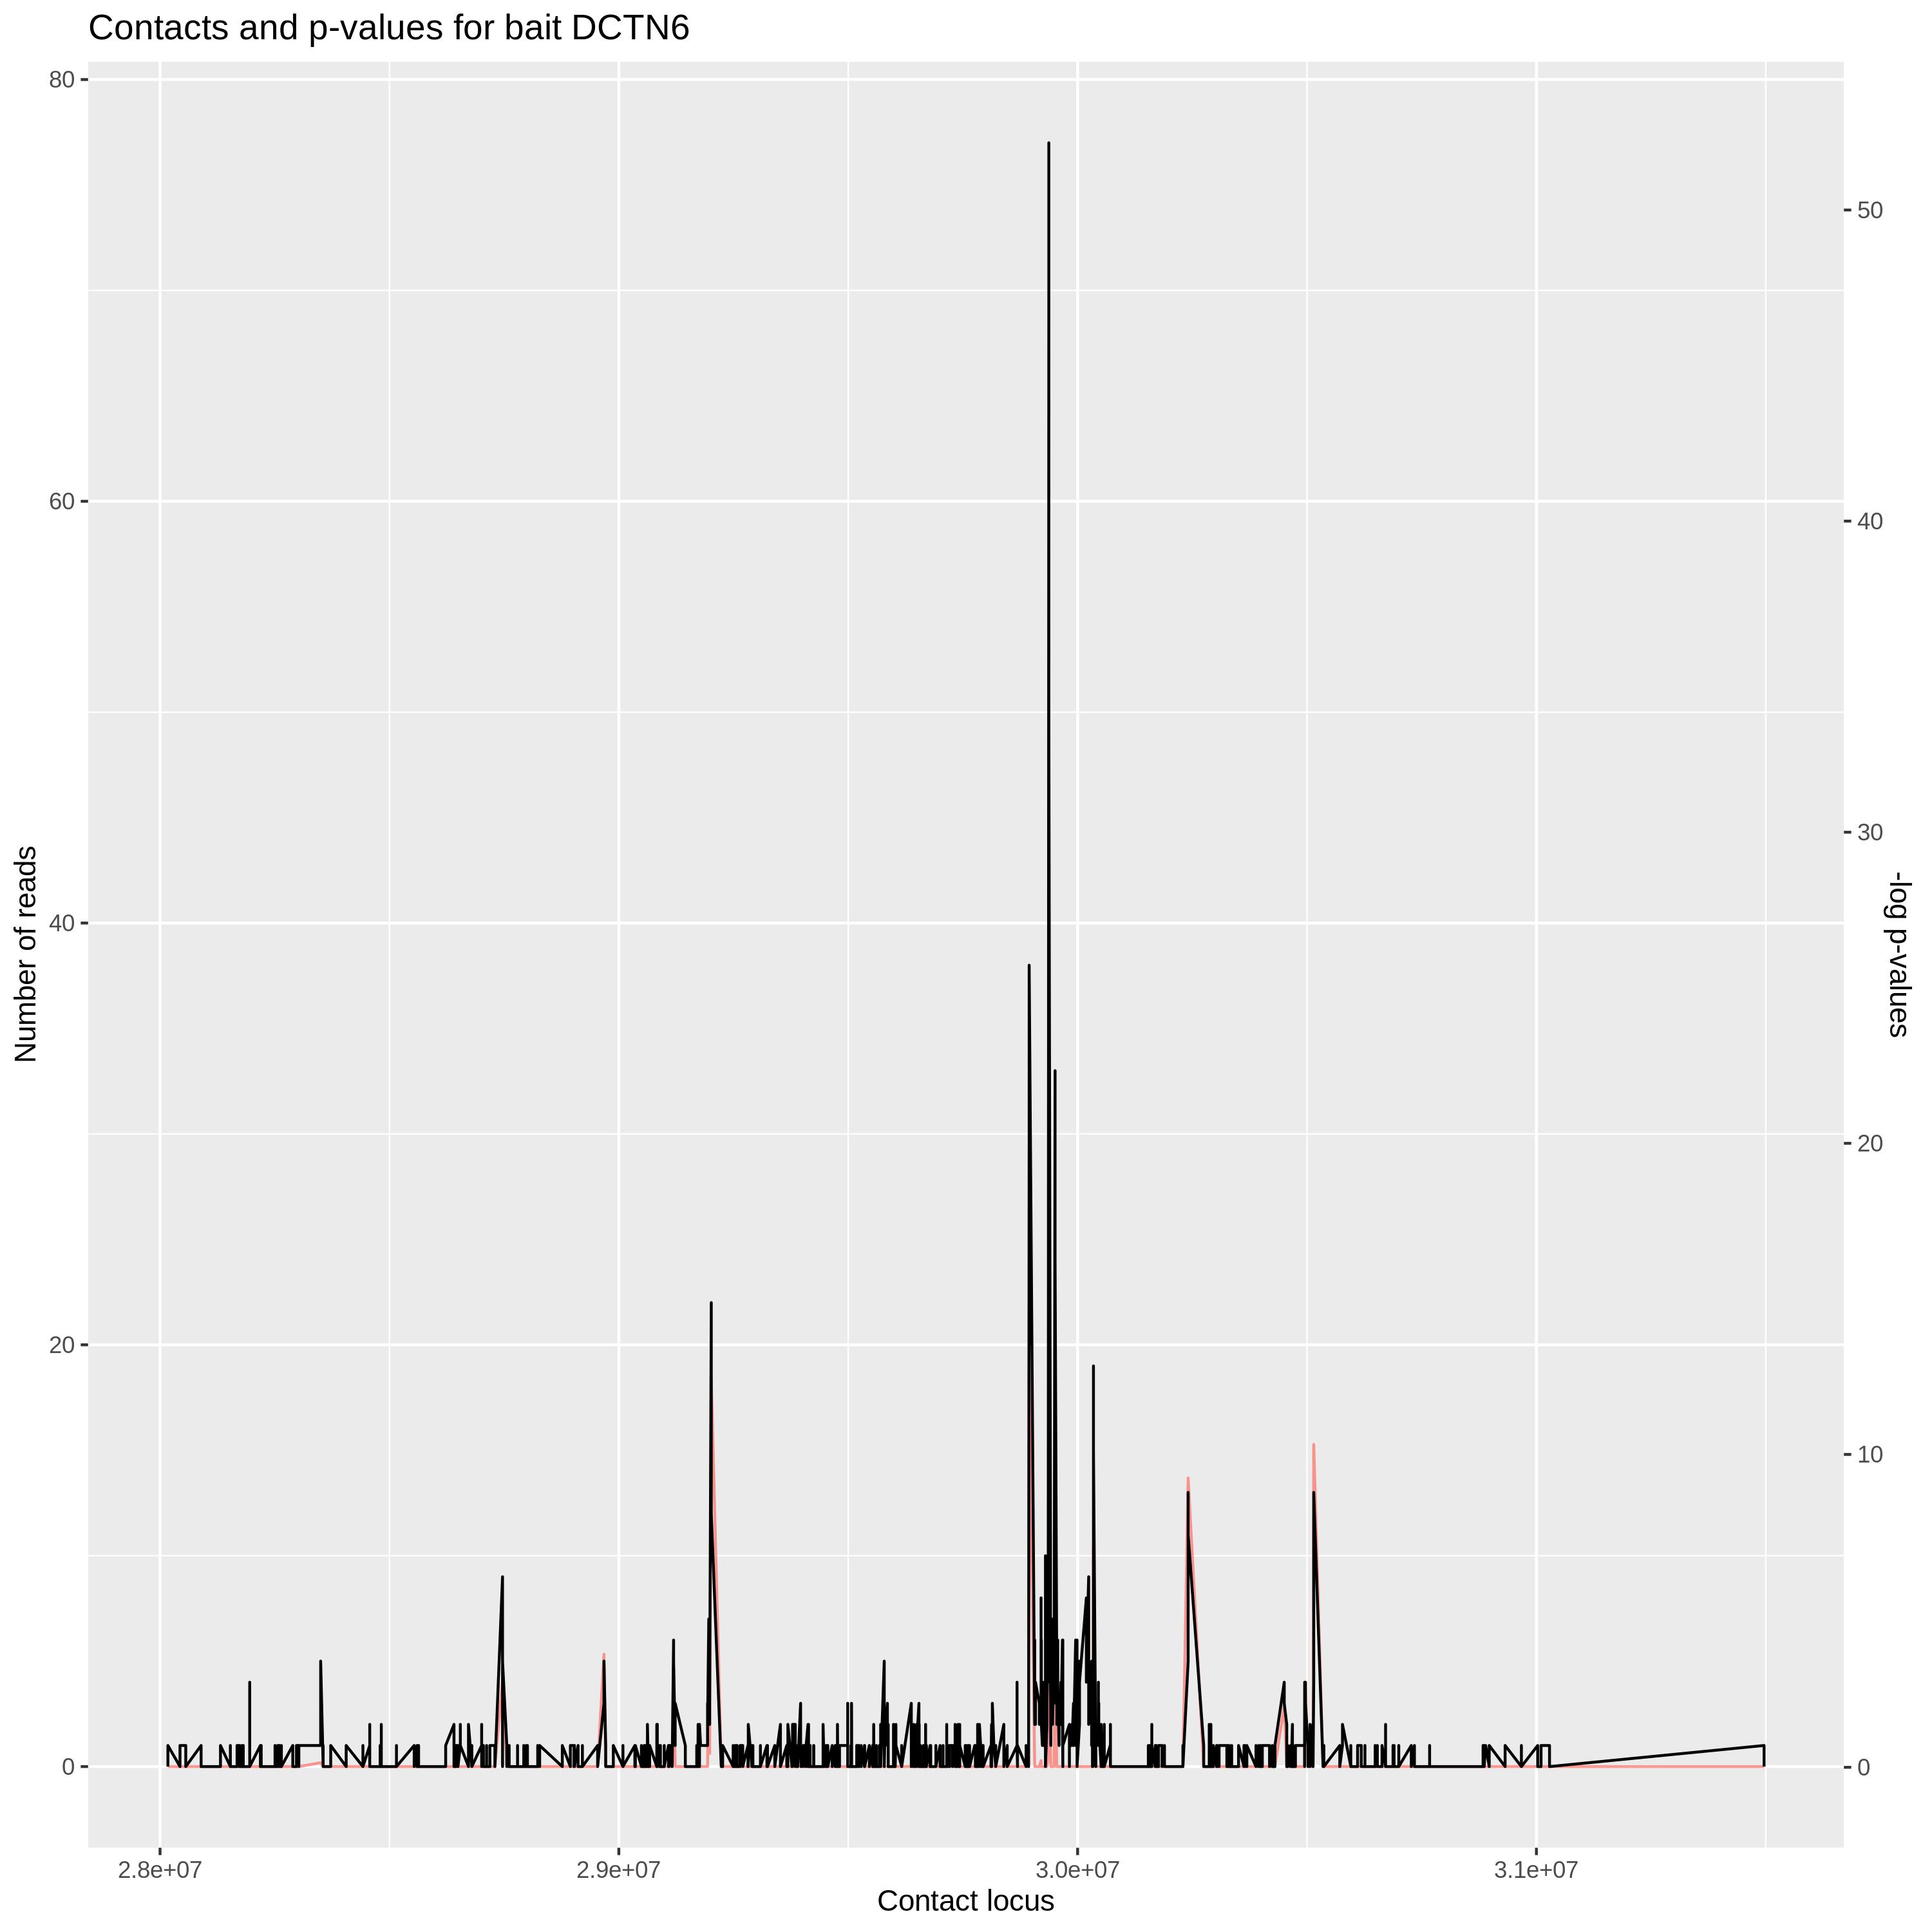 Contacts and p-values for bait DCTN6
80
60
40
20
0
Number of reads
50
40
30
20
10
0
-log p-values
2.8e+07 2.9e+07 3.0e+07 3.1e+07
Contact locus